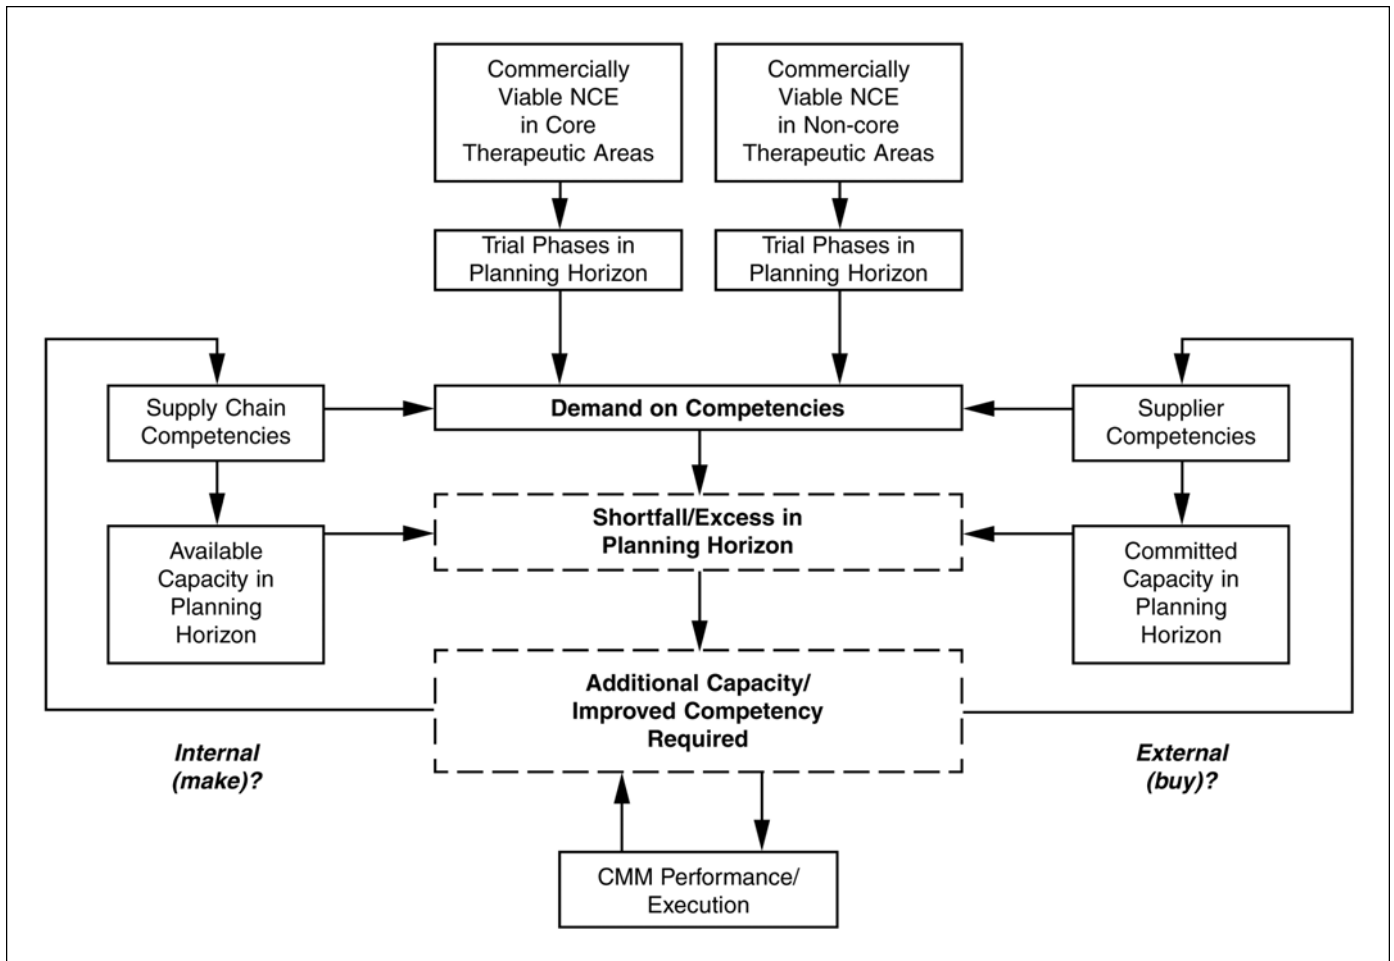 Commercially
Viable NCE
in Core
Therapeutic Areas
Commercially
Viable NCE
in Non-core
Therapeutic Areas
Trial Phases in
Planning Horizon
Trial Phases in
Planning Horizon
Supply Chain
Competencies
Demand on Competencies
Supplier
Competencies
Available
Capacity in
Planning
Horizon
Shortfall/Excess in
Planning Horizon
Committed
Capacity in
Planning
Horizon
Additional Capacity/
Improved Competency
Required
Internal
(make)?
External
(buy)?
CMM Performance/
Execution